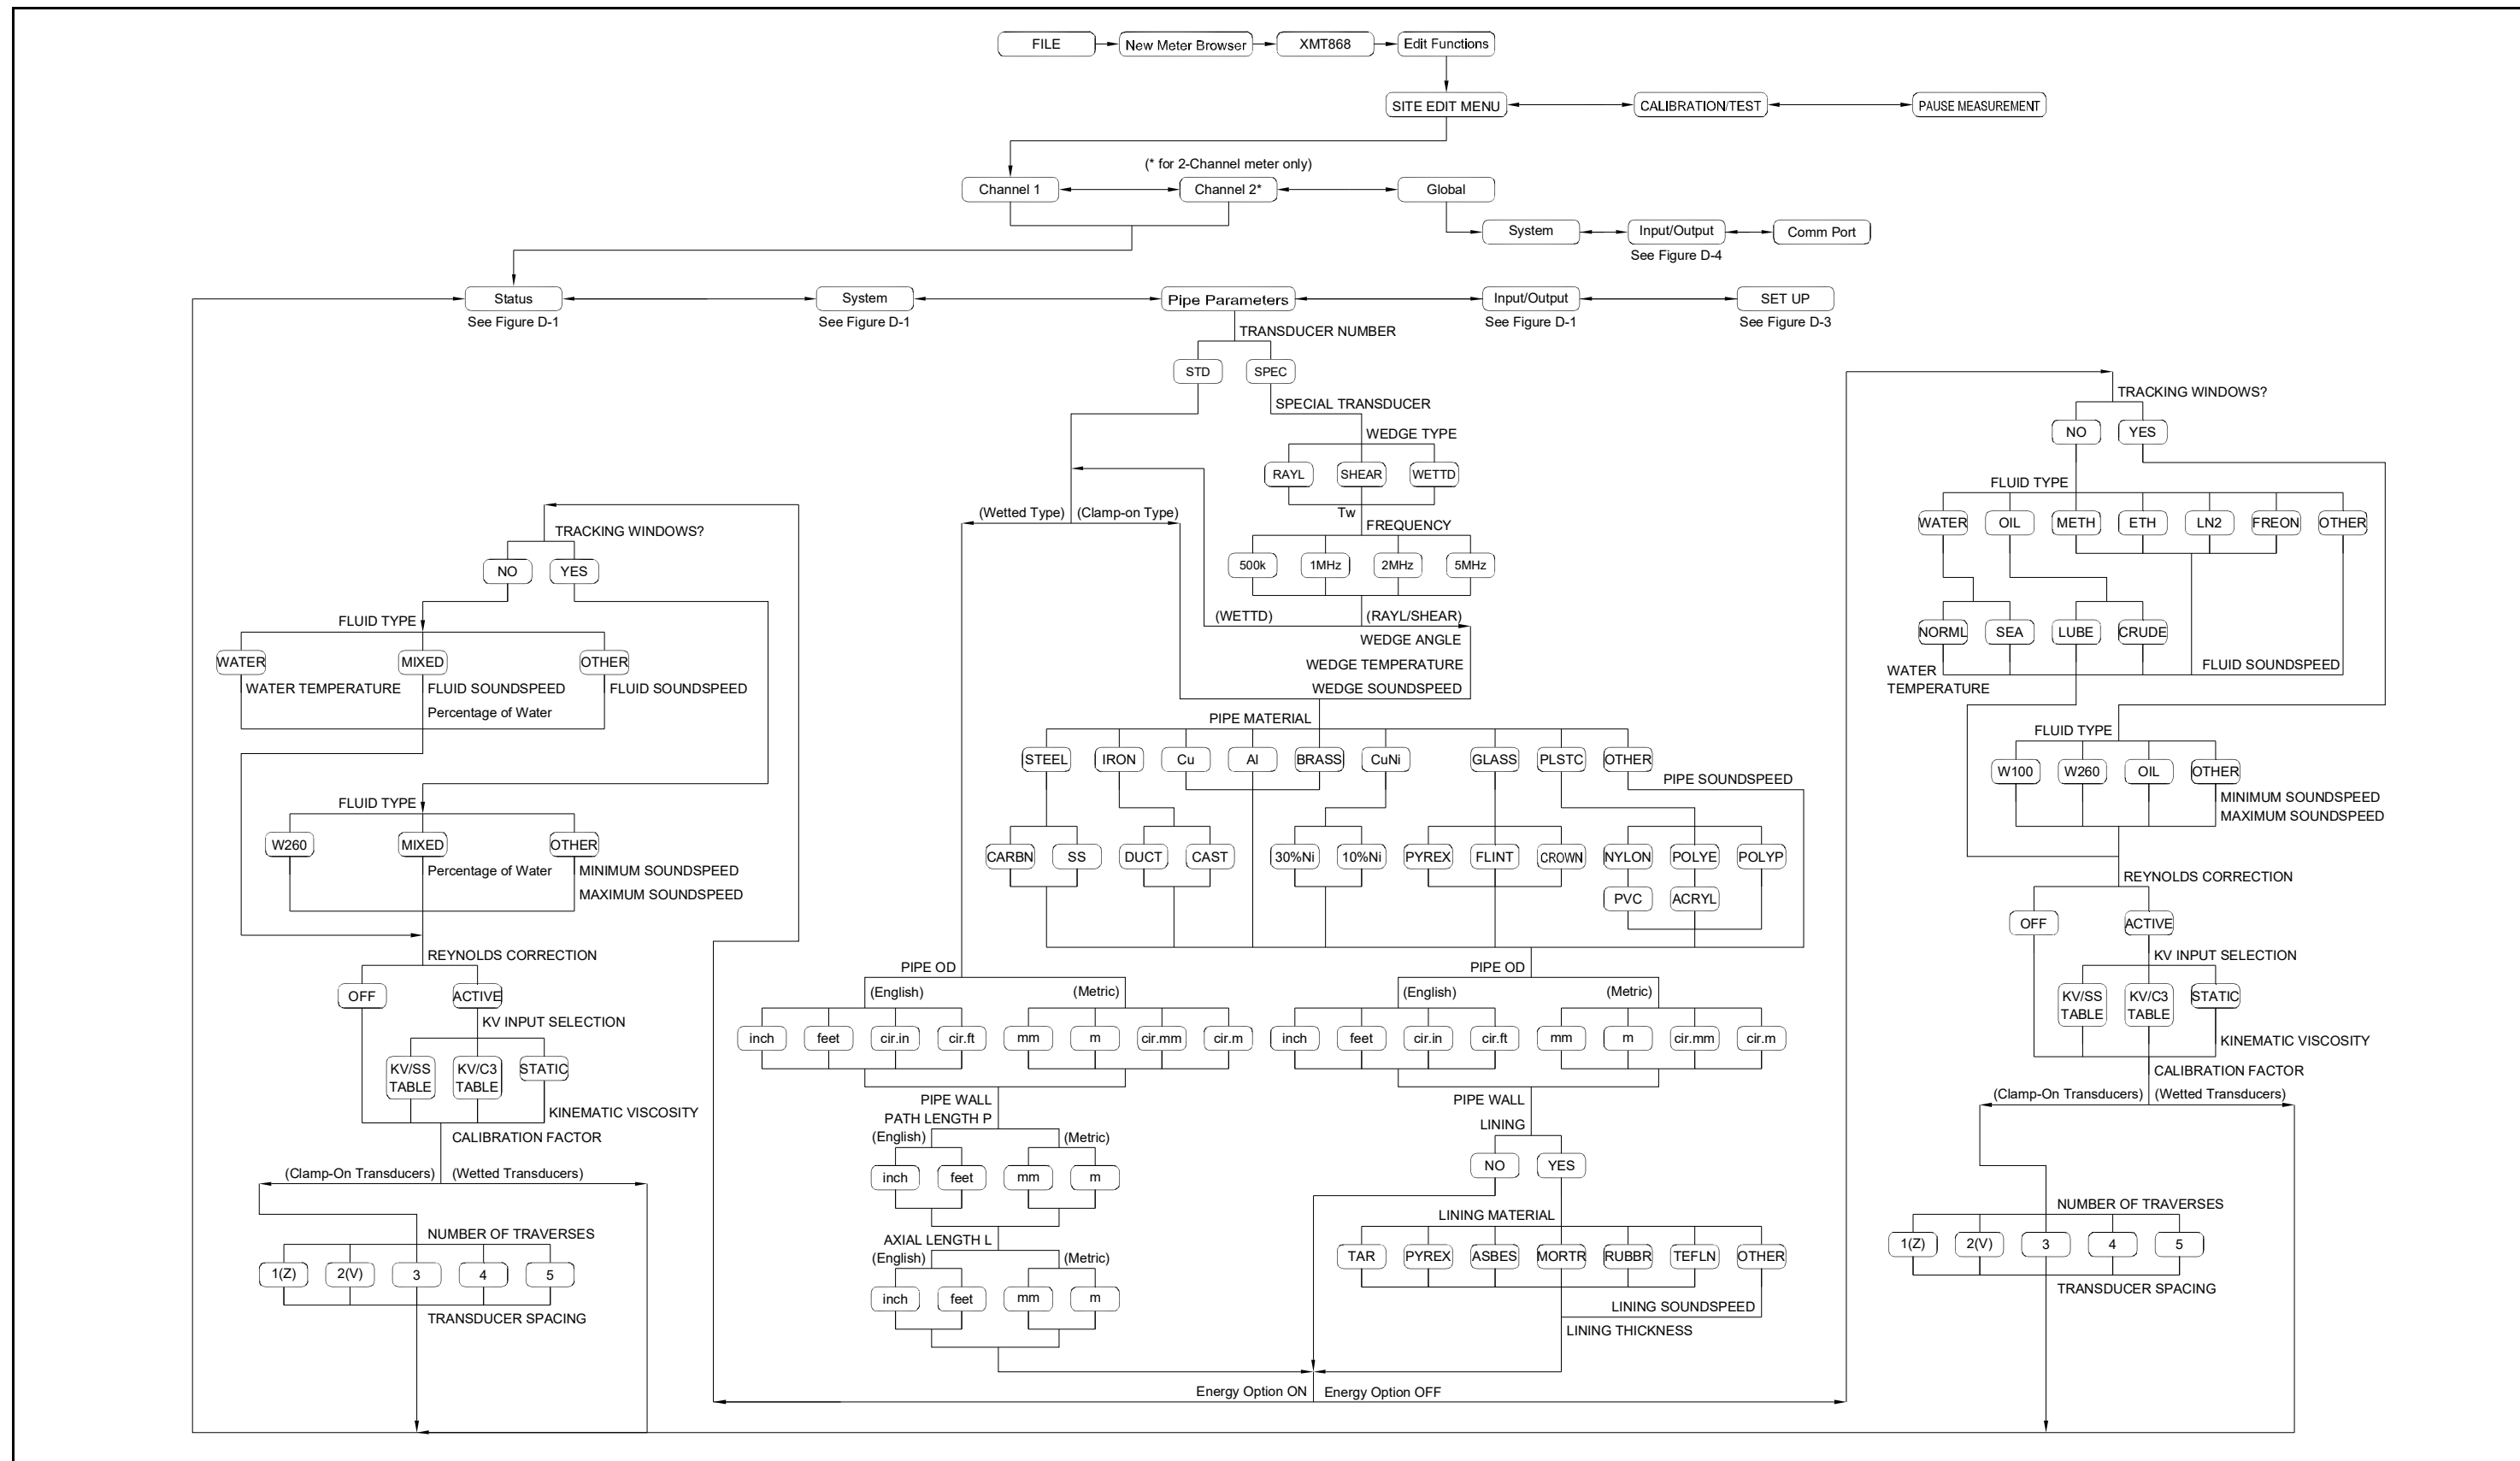 FILE
New Meter Browser
XMT868
Edit Functions
SITE EDIT MENU
CALIBRATION/TEST
PAUSE MEASUREMENT
(* for 2-Channel meter only)
Channel 1
Channel 2*
Global
System
Input/Output
Comm Port
See Figure D-4
Status
System
Pipe Parameters
Input/Output
SET UP
See Figure D-1
See Figure D-1
See Figure D-1
See Figure D-3
TRANSDUCER NUMBER
STD
SPEC
SPECIAL TRANSDUCER
WEDGE TYPE
RAYL
SHEAR
WETTD
Tw
(Wetted Type)
(Clamp-on Type)
FREQUENCY
500k
1MHz
2MHz
5MHz
(WETTD)
(RAYL/SHEAR)
WEDGE ANGLE
WEDGE TEMPERATURE
WEDGE SOUNDSPEED
PIPE MATERIAL
STEEL
IRON
Cu
Al
BRASS
CuNi
GLASS
PLSTC
OTHER
PIPE SOUNDSPEED
CARBN
SS
DUCT
CAST
30%Ni
10%Ni
PYREX
FLINT
CROWN
NYLON
POLYE
POLYP
PVC
ACRYL
PIPE OD
(English)
(Metric)
inch
feet
cir.in
cir.ft
mm
m
cir.mm
cir.m
PIPE WALL
PATH LENGTH P
(English)
(Metric)
inch
feet
mm
m
AXIAL LENGTH L
(English)
(Metric)
inch
feet
mm
m
PIPE OD
(English)
(Metric)
inch
feet
cir.in
cir.ft
mm
m
cir.mm
cir.m
PIPE WALL
LINING
NO
YES
LINING MATERIAL
TAR
PYREX
ASBES
MORTR
RUBBR
TEFLN
OTHER
LINING SOUNDSPEED
LINING THICKNESS
Energy Option ON
Energy Option OFF
TRACKING WINDOWS?
NO
YES
FLUID TYPE
WATER
MIXED
OTHER
WATER TEMPERATURE
FLUID SOUNDSPEED
FLUID SOUNDSPEED
Percentage of Water
FLUID TYPE
W260
MIXED
OTHER
Percentage of Water
MINIMUM SOUNDSPEED
MAXIMUM SOUNDSPEED
REYNOLDS CORRECTION
OFF
ACTIVE
KV INPUT SELECTION
KV/SS
TABLE
KV/C3
TABLE
STATIC
KINEMATIC VISCOSITY
CALIBRATION FACTOR
(Clamp-On Transducers)
(Wetted Transducers)
NUMBER OF TRAVERSES
1(Z)
2(V)
3
4
5
TRANSDUCER SPACING
TRACKING WINDOWS?
NO
YES
FLUID TYPE
WATER
OIL
METH
ETH
LN2
FREON
OTHER
NORML
SEA
LUBE
CRUDE
WATER
TEMPERATURE
FLUID SOUNDSPEED
FLUID TYPE
W100
W260
OIL
OTHER
MINIMUM SOUNDSPEED
MAXIMUM SOUNDSPEED
REYNOLDS CORRECTION
OFF
ACTIVE
KV INPUT SELECTION
KV/SS
TABLE
KV/C3
TABLE
STATIC
KINEMATIC VISCOSITY
CALIBRATION FACTOR
(Clamp-On Transducers)
(Wetted Transducers)
NUMBER OF TRAVERSES
1(Z)
2(V)
3
4
5
TRANSDUCER SPACING